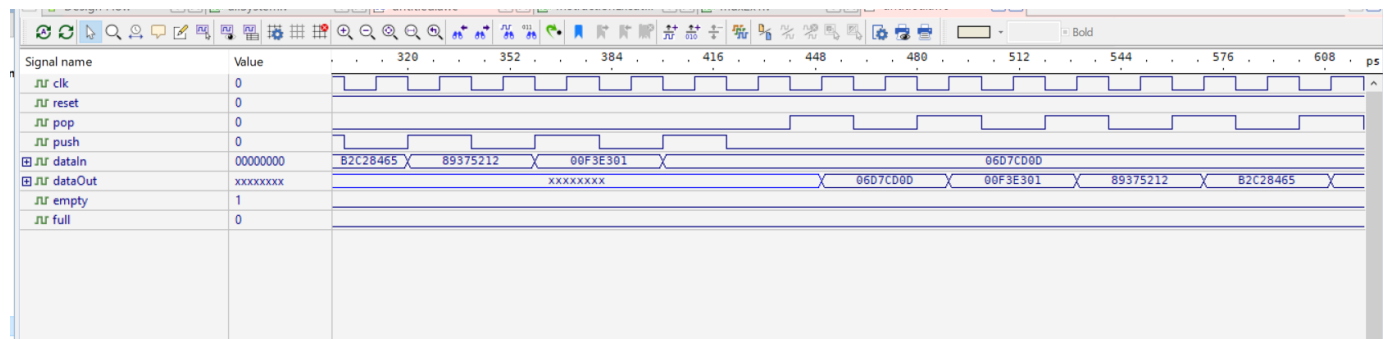 Bold
Signal name Value 320 352 384 416 448 480 512 544 576 608 ps
clk 0
reset 0
pop 0
push 0
dataIn 00000000 B2C28465 89375212 00F3E301 06D7CD0D
dataOut xxxxxxxx xxxxxxxx 06D7CD0D 00F3E301 89375212 B2C28465
empty 1
full 0